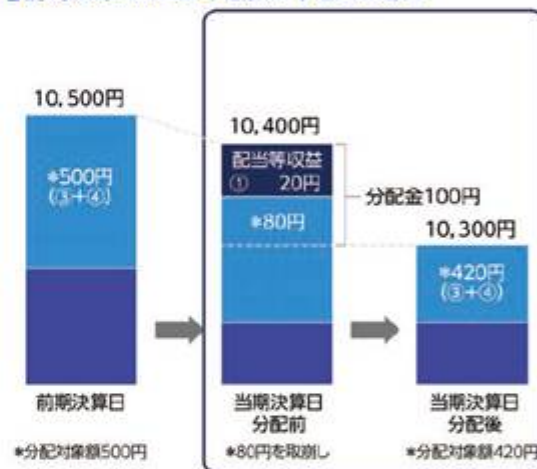 10,500円
*500円
(③+④)
前期決算日
*分配対象額500円
10,400円
配当等収益
① 20円
*80円
分配金100円
当期決算日
分配前
*80円を取崩し
10,300円
*420円
(③+④)
当期決算日
分配後
*分配対象額420円